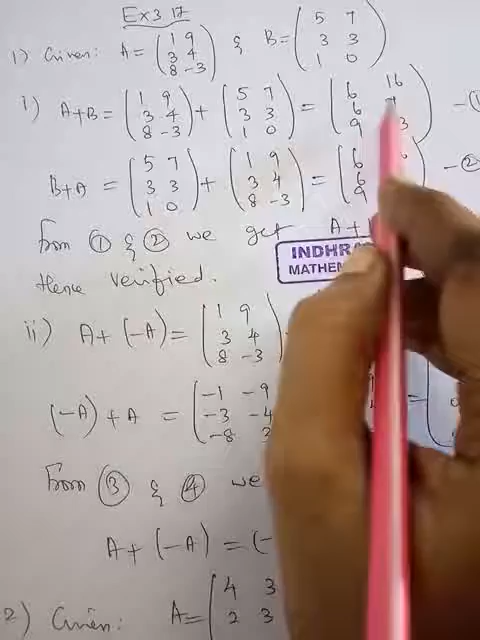 Ex 3.17
1) Given: A = (1 9 3 4 8 -3) & B = (5 7 3 3 1 0)
i) A+B = (1 9 3 4 8 -3) + (5 7 3 3 1 0) = (6 16 6 9 3) - ①
B+A = (5 7 3 3 1 0) + (1 9 3 4 8 -3) = (6 6 6 9) - ②
From ① & ② we get A+
INDHRA
MATHEM
Hence verified.
ii) A + (-A) = (1 9 3 4 8 -3)
(-A) + A = (-1 -9 -3 -4 -8 3) =
From ③ & ④ we
A + (-A) = (-
2) Given: A = (4 3 2 3